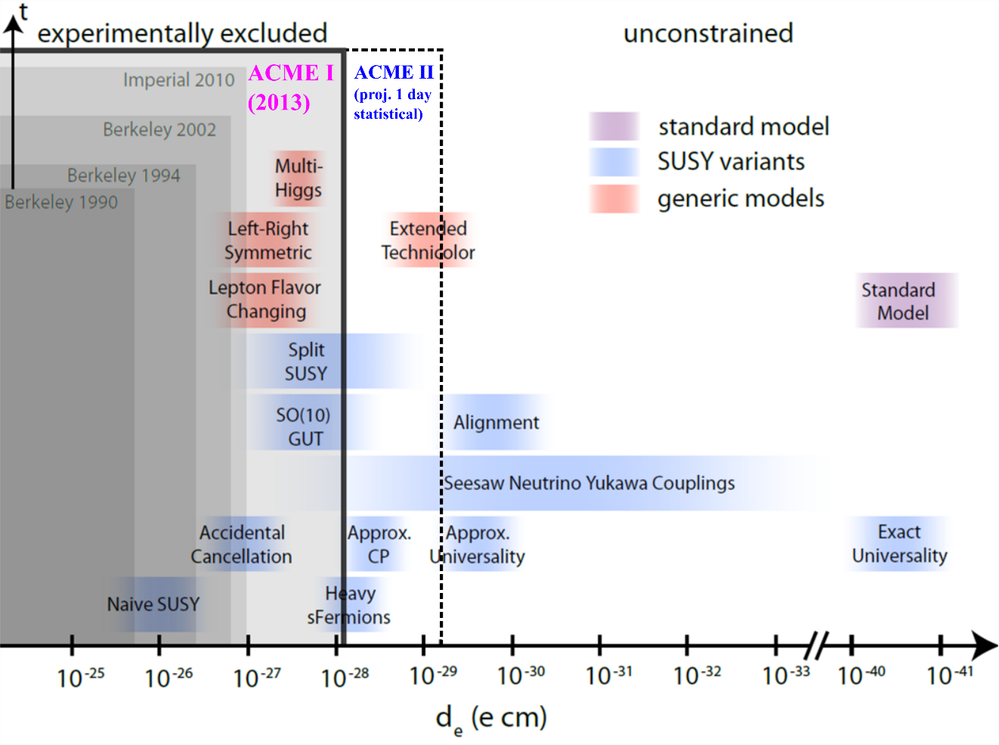 t
experimentally excluded
unconstrained
Imperial 2010
ACME I
(2013)
ACME II
(proj. 1 day
statistical)
Berkeley 2002
Berkeley 1994
Berkeley 1990
standard model
SUSY variants
generic models
Multi-
Higgs
Left-Right
Symmetric
Extended
Technicolor
Lepton Flavor
Changing
Standard
Model
Split
SUSY
SO(10)
GUT
Alignment
Seesaw Neutrino Yukawa Couplings
Accidental
Cancellation
Approx.
CP
Approx.
Universality
Exact
Universality
Naive SUSY
Heavy
sFermions
10⁻²⁵ 10⁻²⁶ 10⁻²⁷ 10⁻²⁸ 10⁻²⁹ 10⁻³⁰ 10⁻³¹ 10⁻³² 10⁻³³ 10⁻⁴⁰ 10⁻⁴¹
dₑ (e cm)